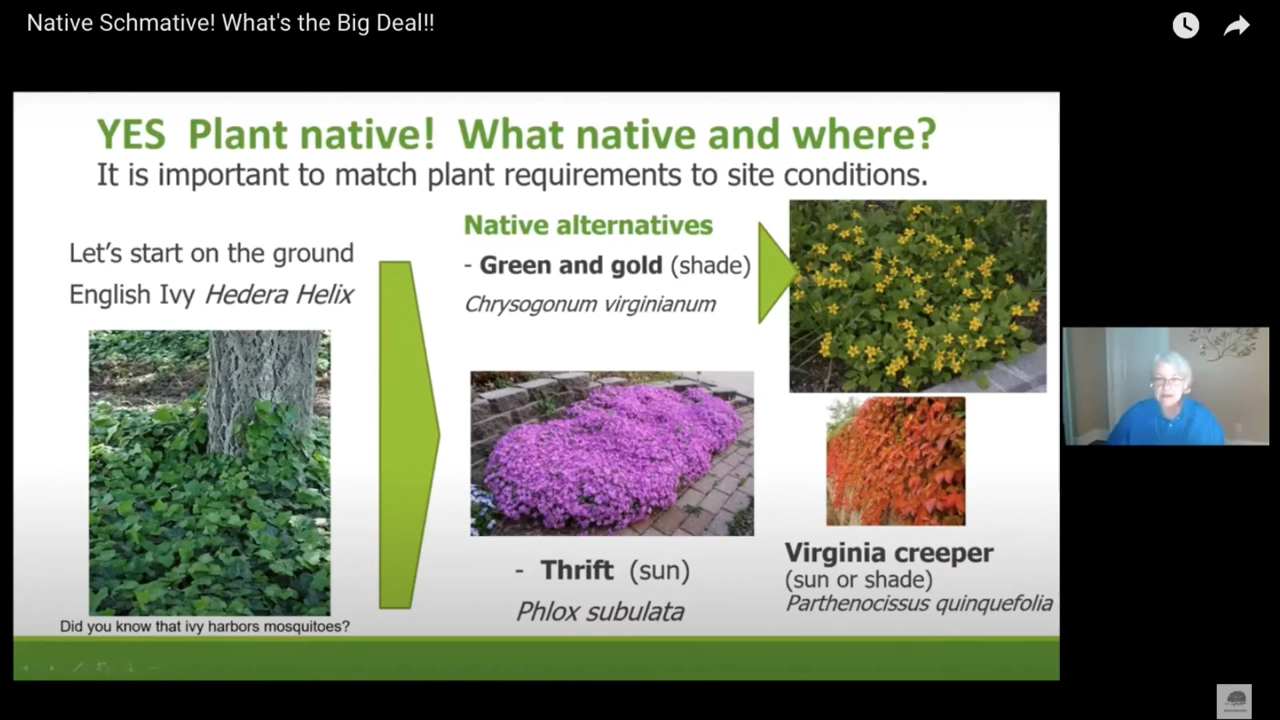 Native Schmative! What's the Big Deal!!
YES Plant native! What native and where?
It is important to match plant requirements to site conditions.
Let's start on the ground
English Ivy Hedera Helix
Did you know that ivy harbors mosquitoes?
Native alternatives
- Green and gold (shade)
Chrysogonum virginianum
- Thrift (sun)
Phlox subulata
Virginia creeper
(sun or shade)
Parthenocissus quinquefolia